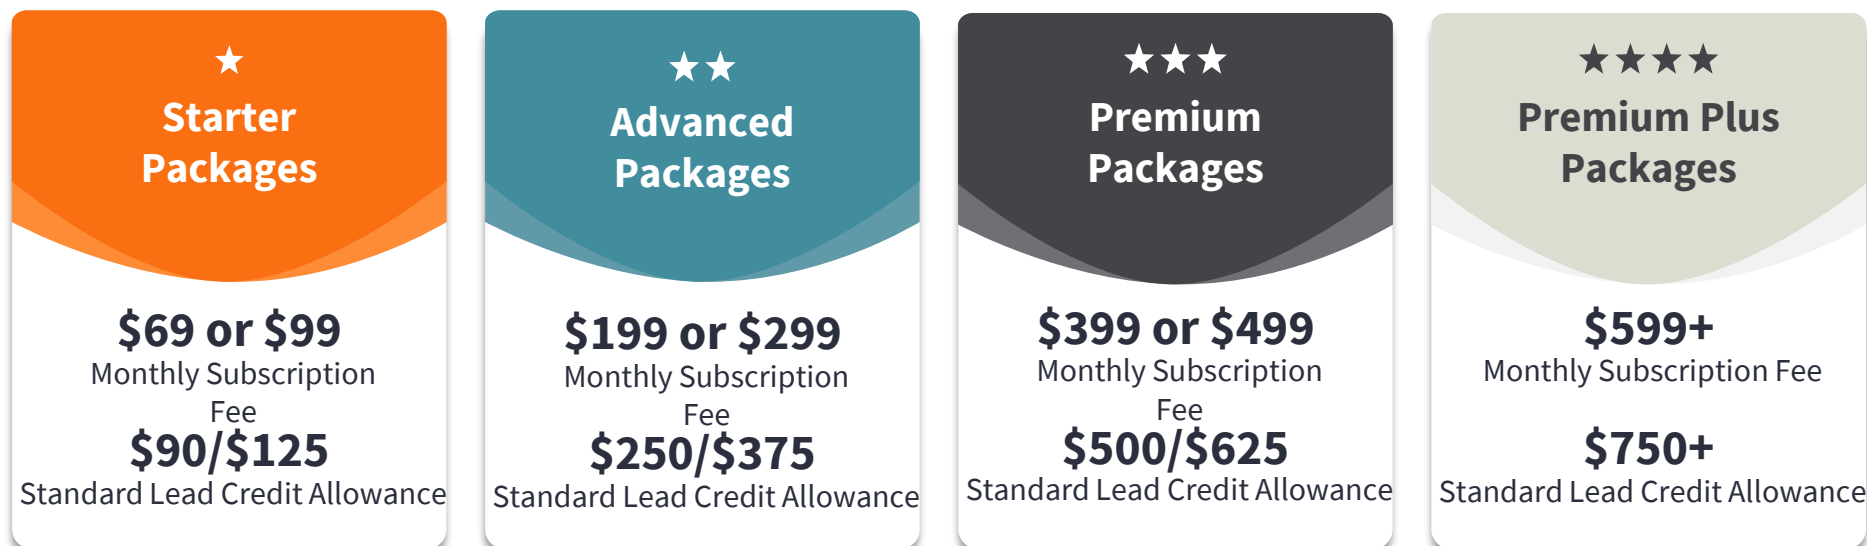 Starter
Packages
$69 or $99
Monthly Subscription
Fee
$90/$125
Standard Lead Credit Allowance
Advanced
Packages
$199 or $299
Monthly Subscription
Fee
$250/$375
Standard Lead Credit Allowance
Premium
Packages
$399 or $499
Monthly Subscription
Fee
$500/$625
Standard Lead Credit Allowance
Premium Plus
Packages
$599+
Monthly Subscription Fee
$750+
Standard Lead Credit Allowance